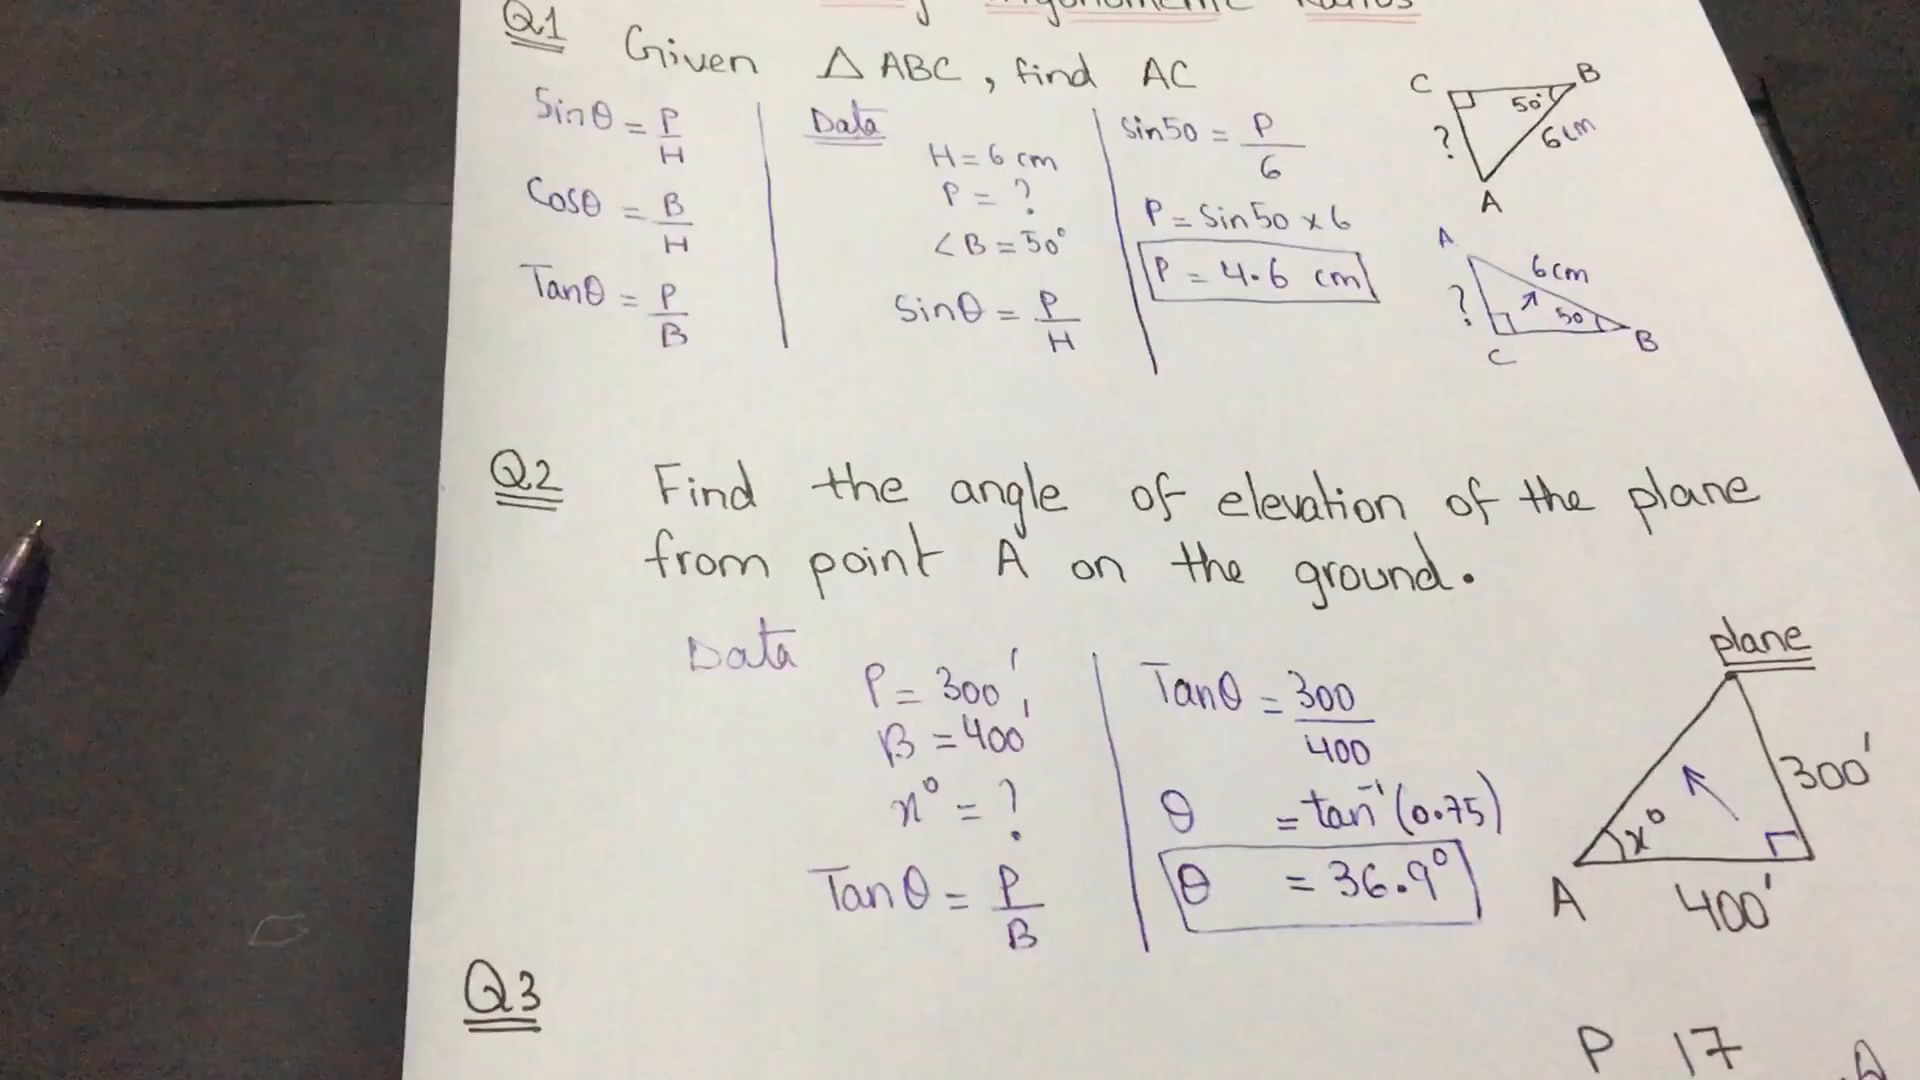 Trigonometric Ratios
Q1 Given △ ABC, find AC
Sinθ = P/H
Cosθ = B/H
Tanθ = P/B
Data
H = 6 cm
P = ?
∠B = 50°
Sinθ = P/H
Sin50 = P/6
P = Sin50 × 6
P = 4.6 cm
C
B
50°
6cm
?
A
A
6cm
?
50
C
B
Q2 Find the angle of elevation of the plane
from point A on the ground.
Data
P = 300'
B = 400'
x° = ?
Tanθ = P/B
Tanθ = 300/400
θ = tan⁻¹(0.75)
θ = 36.9°
plane
300'
x°
A
400'
Q3
P 17